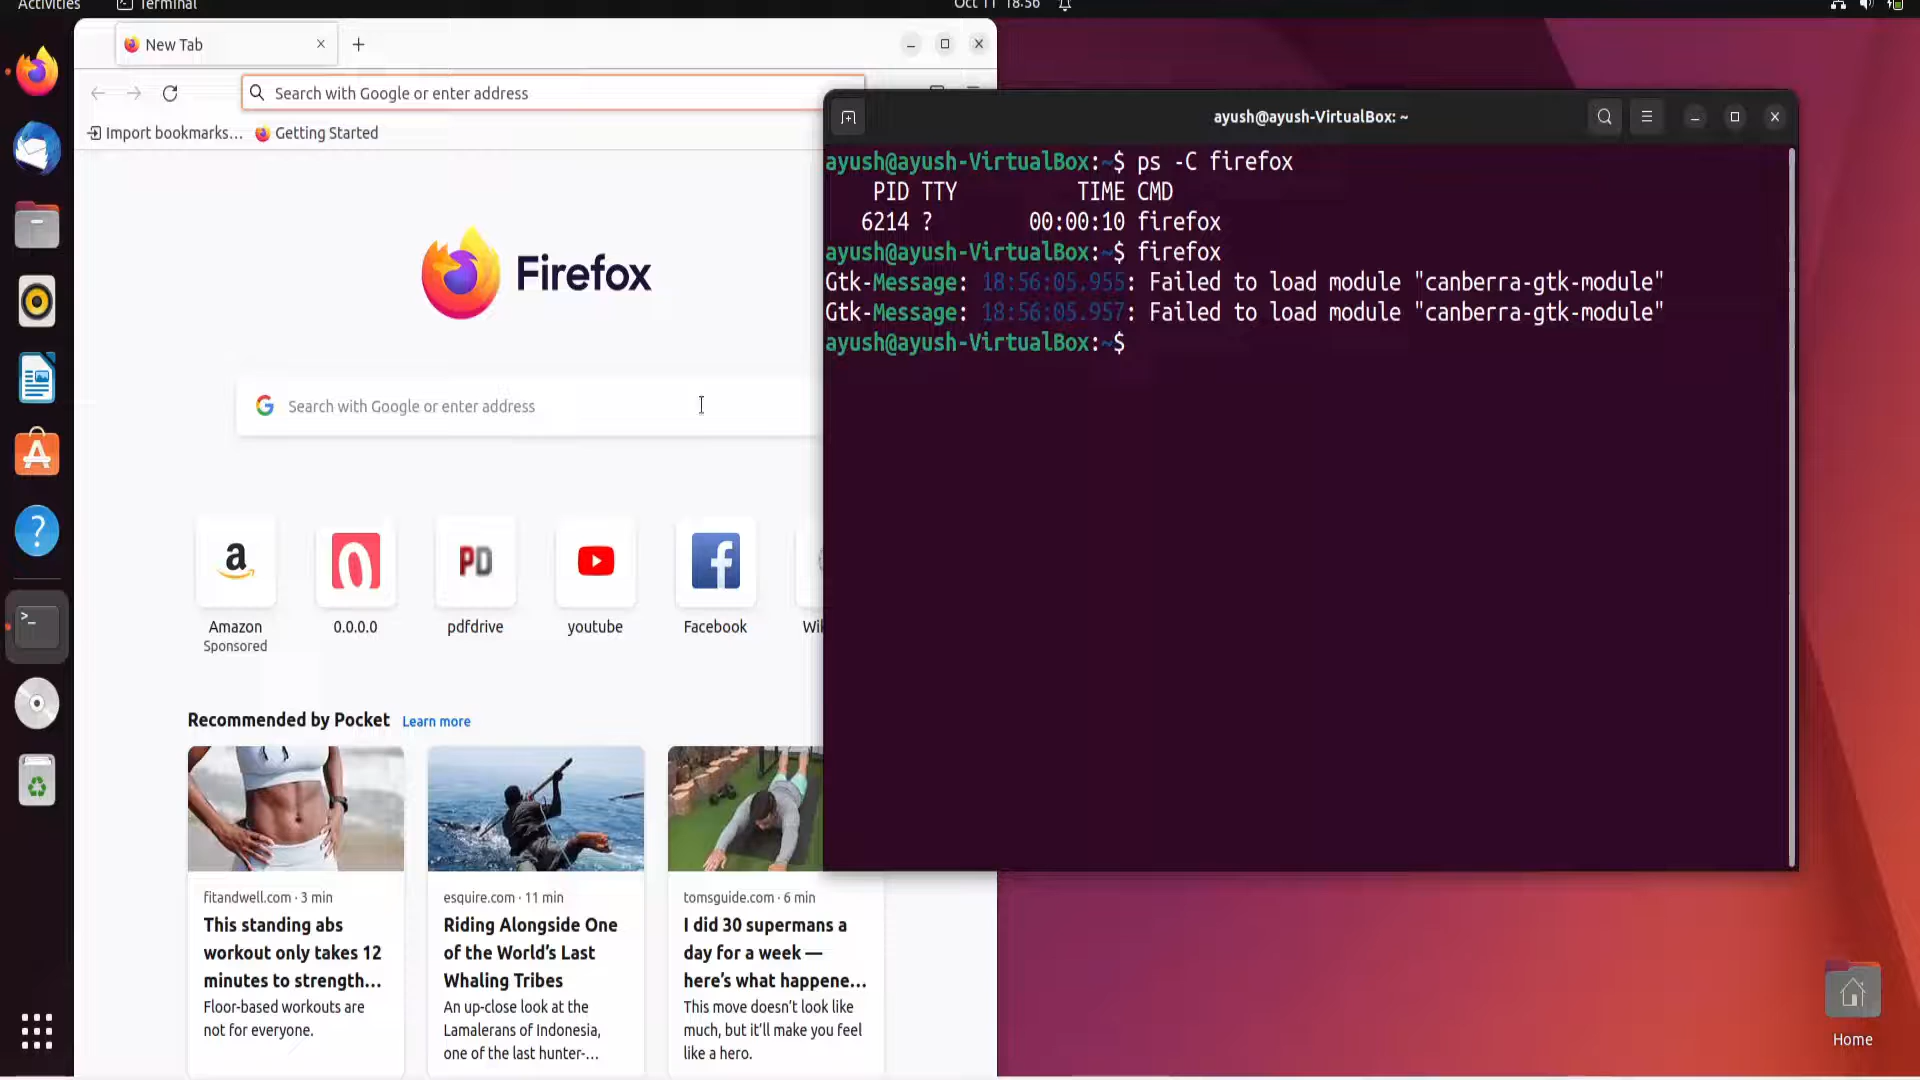 Activities
Terminal
Oct 11 18:56
New Tab
Search with Google or enter address
Import bookmarks…
Getting Started
Firefox
Search with Google or enter address
Amazon
Sponsored
0.0.0.0
PD
pdfdrive
youtube
Facebook
Recommended by Pocket Learn more
fitandwell.com · 3 min
This standing abs
workout only takes 12
minutes to strength…
Floor-based workouts are
not for everyone.
esquire.com · 11 min
Riding Alongside One
of the World’s Last
Whaling Tribes
An up-close look at the
Lamalerans of Indonesia,
one of the last hunter-…
tomsguide.com · 6 min
I did 30 supermans a
day for a week —
here’s what happene…
This move doesn’t look like
much, but it’ll make you feel
like a hero.
ayush@ayush-VirtualBox: ~
ayush@ayush-VirtualBox:~$ ps -C firefox
PID TTY TIME CMD
6214 ? 00:00:10 firefox
ayush@ayush-VirtualBox:~$ firefox
Gtk-Message: 18:56:05.955: Failed to load module "canberra-gtk-module"
Gtk-Message: 18:56:05.957: Failed to load module "canberra-gtk-module"
ayush@ayush-VirtualBox:~$
Home